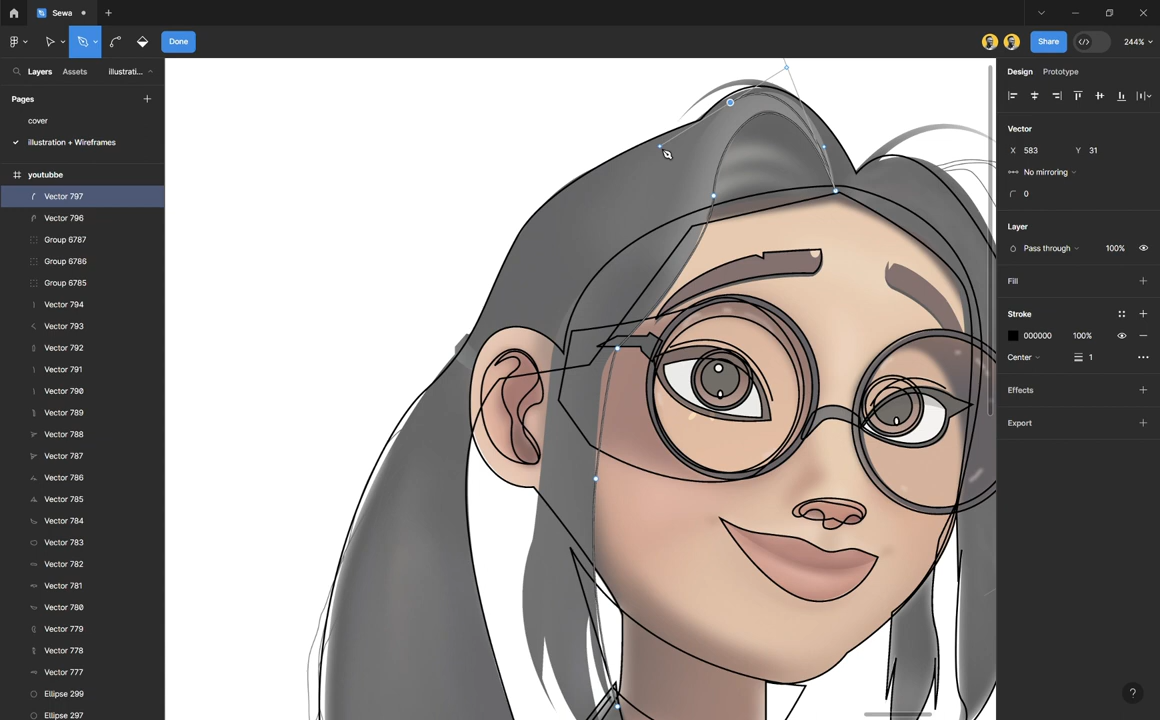 Sewa
Done
Share
244%
Layers
Assets
illustrati...
Pages
cover
illustration + Wireframes
youtubbe
Vector 797
Vector 796
Group 6787
Group 6786
Group 6785
Vector 794
Vector 793
Vector 792
Vector 791
Vector 790
Vector 789
Vector 788
Vector 787
Vector 786
Vector 785
Vector 784
Vector 783
Vector 782
Vector 781
Vector 780
Vector 779
Vector 778
Vector 777
Ellipse 299
Ellipse 297
Design
Prototype
Vector
X 583
Y 31
No mirroring
0
Layer
Pass through
100%
Fill
Stroke
000000
100%
Center
1
Effects
Export
?